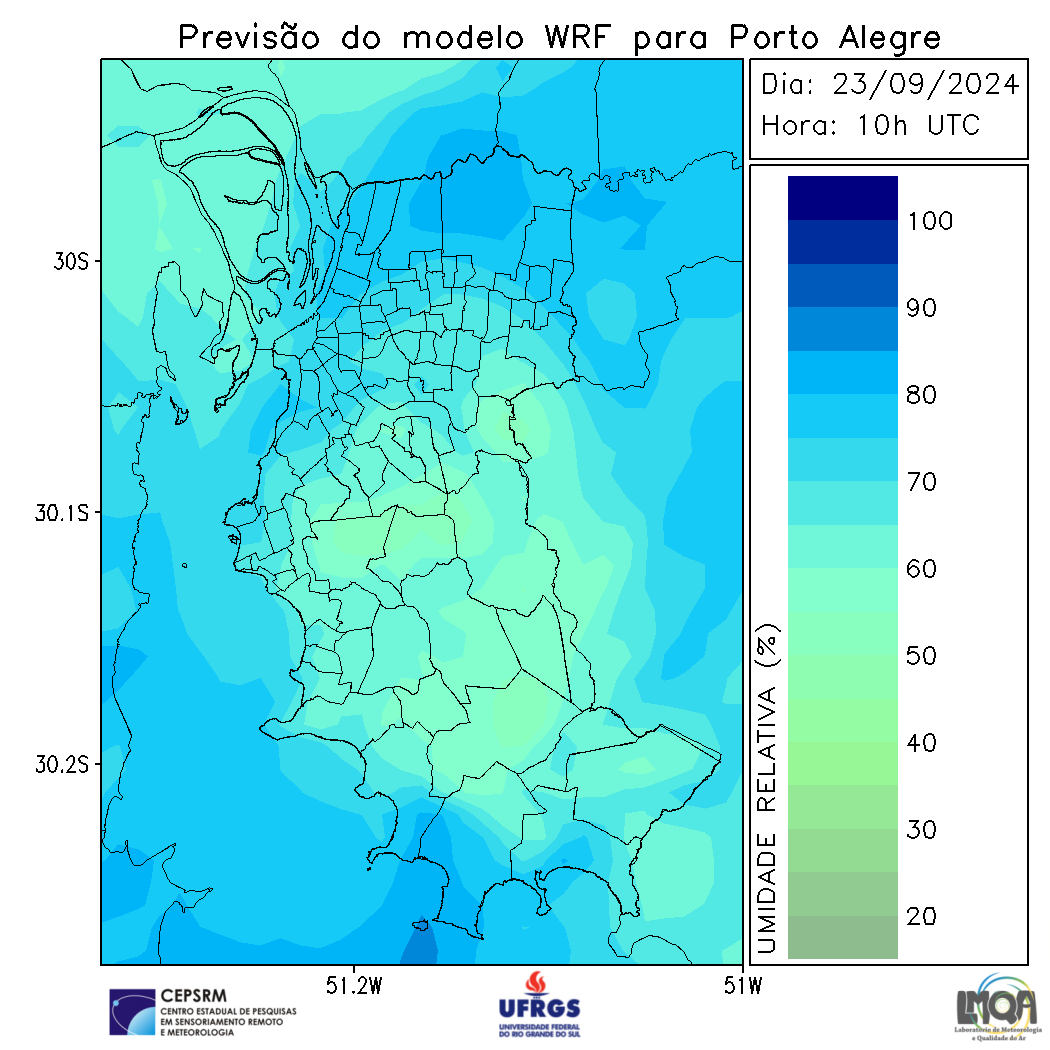 Previsão do modelo WRF para Porto Alegre
Dia: 23/09/2024
Hora: 10h UTC
100
90
80
70
60
50
40
30
20
UMIDADE RELATIVA (%)
30S
30.1S
30.2S
51.2W
51W
CEPSRM
CENTRO ESTADUAL DE PESQUISAS
EM SENSORIAMENTO REMOTO
E METEOROLOGIA
UFRGS
UNIVERSIDADE FEDERAL
DO RIO GRANDE DO SUL
LMQA
Laboratório de Meteorologia
e Qualidade do Ar